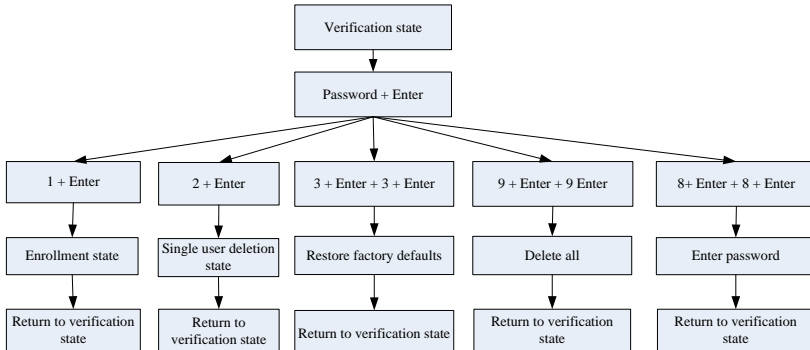 Verification state
Password + Enter
1 + Enter
2 + Enter
3 + Enter + 3 + Enter
9 + Enter + 9 Enter
8+ Enter + 8 + Enter
Enrollment state
Single user deletion
state
Restore factory defaults
Delete all
Enter password
Return to verification
state
Return to
verification state
Return to verification state
Return to verification
state
Return to verification
state